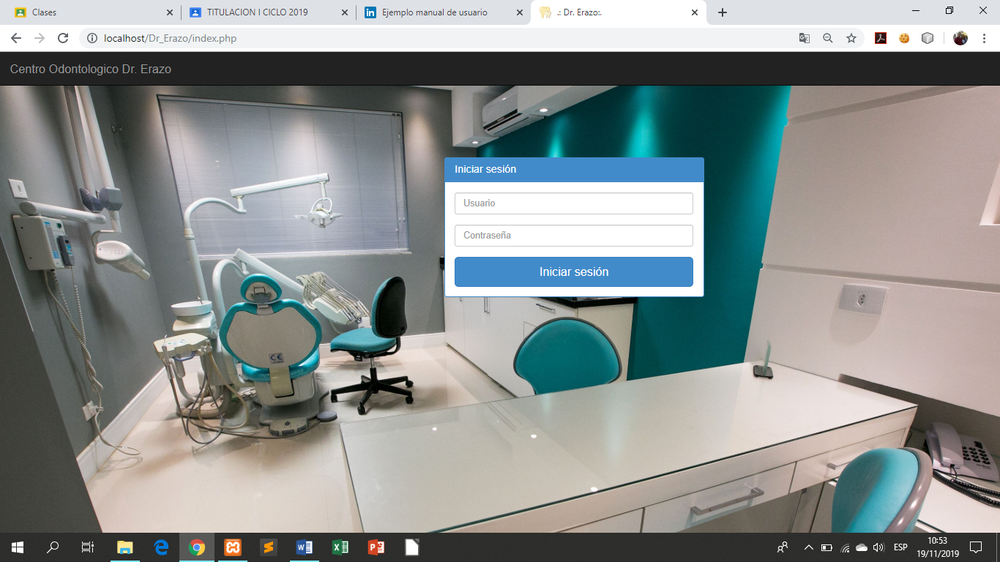 Clases
TITULACION I CICLO 2019
Ejemplo manual de usuario
.: Dr. Erazo:.
localhost/Dr_Erazo/index.php
Centro Odontologico Dr. Erazo
Iniciar sesión
Usuario
Contraseña
Iniciar sesión
CE
ESP
10:53
19/11/2019